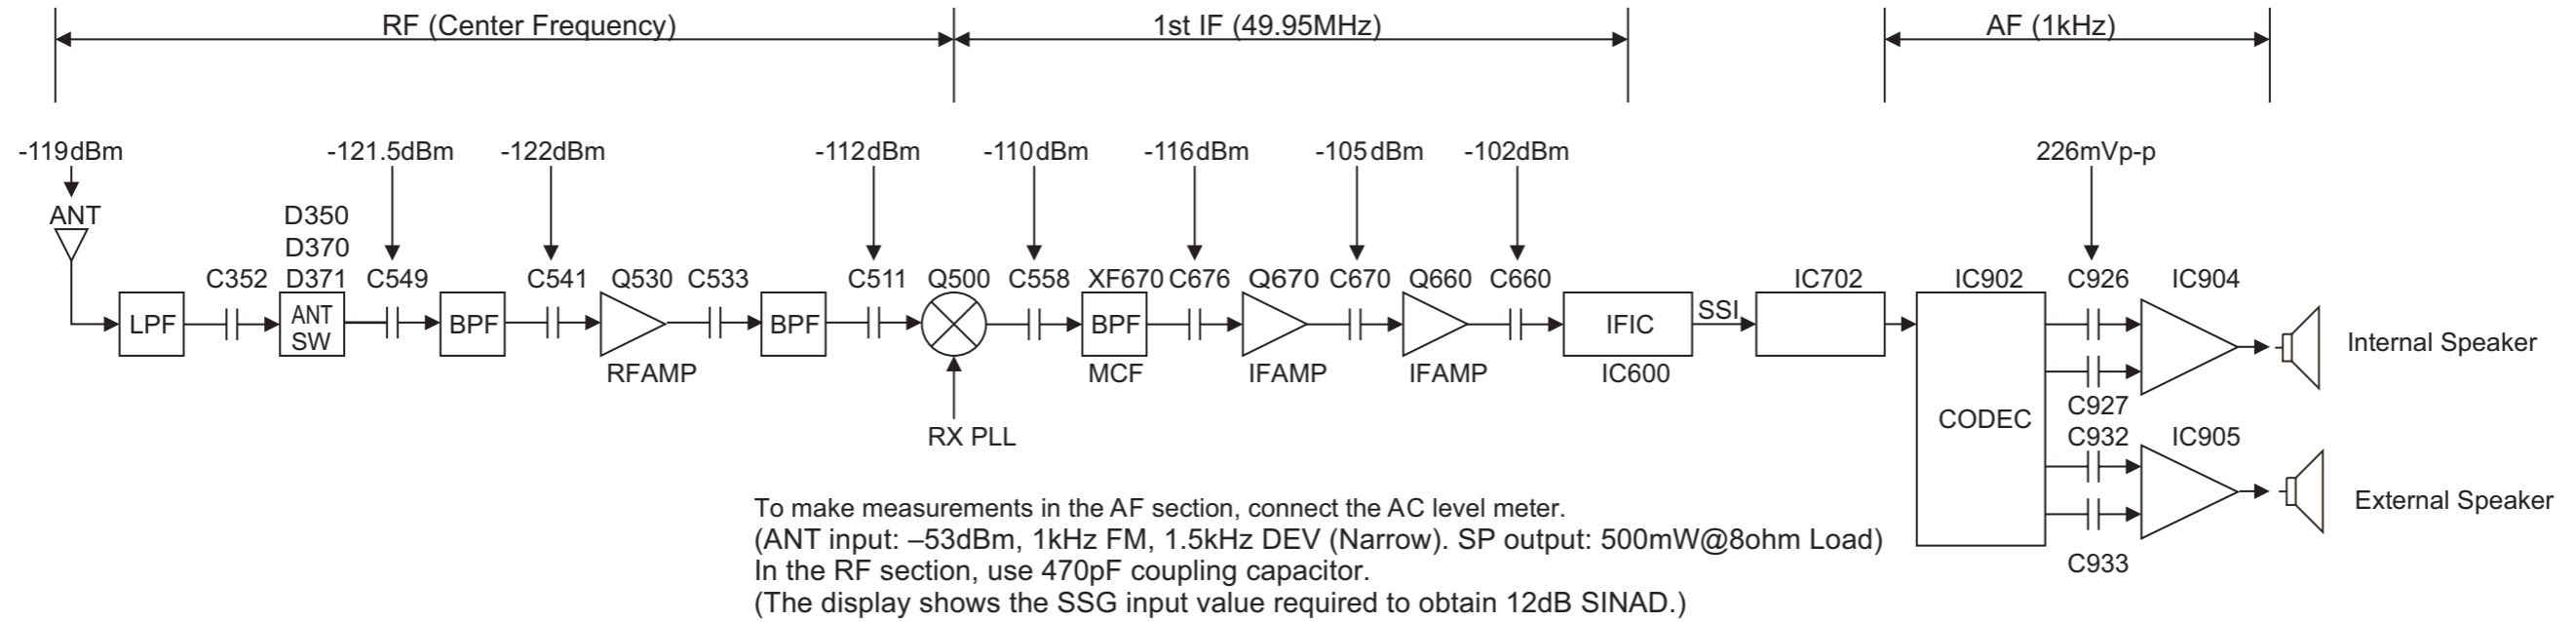 RF (Center Frequency) 1st IF (49.95MHz) AF (1kHz)
-119dBm -121.5dBm -122dBm -112dBm -110dBm -116dBm -105dBm -102dBm 226mVp-p
ANT D350
D370
C352 D371 C549 C541 Q530 C533 C511 Q500 C558 XF670 C676 Q670 C670 Q660 C660 IC702 IC902 C926 IC904
LPF ANT BPF BPF BPF IFIC SSI
SW
Internal Speaker
RFAMP MCF IFAMP IFAMP IC600
C927
CODEC
RX PLL C932 IC905
External Speaker
C933
To make measurements in the AF section, connect the AC level meter.
(ANT input: –53dBm, 1kHz FM, 1.5kHz DEV (Narrow). SP output: 500mW@8ohm Load)
In the RF section, use 470pF coupling capacitor.
(The display shows the SSG input value required to obtain 12dB SINAD.)